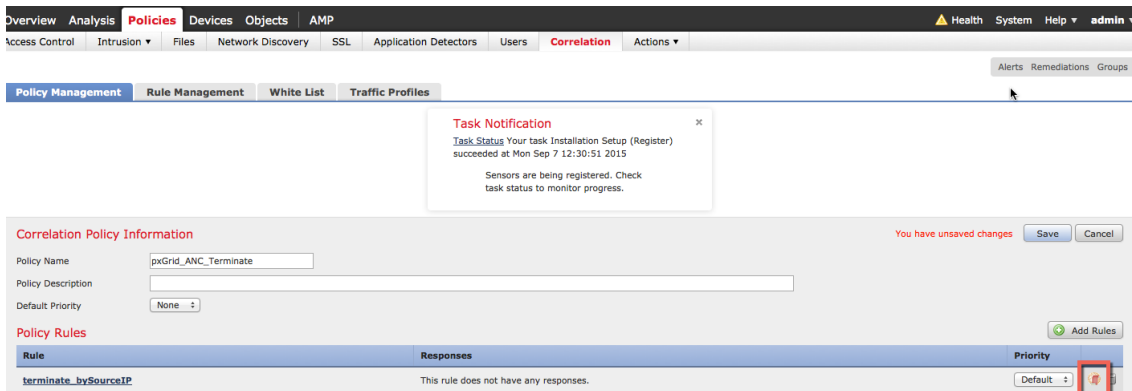 Overview Analysis Policies Devices Objects AMP Health System Help admin
Access Control Intrusion Files Network Discovery SSL Application Detectors Users Correlation Actions
Alerts Remediations Groups
Policy Management Rule Management White List Traffic Profiles
Task Notification
Task Status Your task Installation Setup (Register)
succeeded at Mon Sep 7 12:30:51 2015
Sensors are being registered. Check
task status to monitor progress.
Correlation Policy Information You have unsaved changes Save Cancel
Policy Name pxGrid_ANC_Terminate
Policy Description
Default Priority None
Policy Rules Add Rules
Rule Responses Priority
terminate_bySourceIP This rule does not have any responses. Default